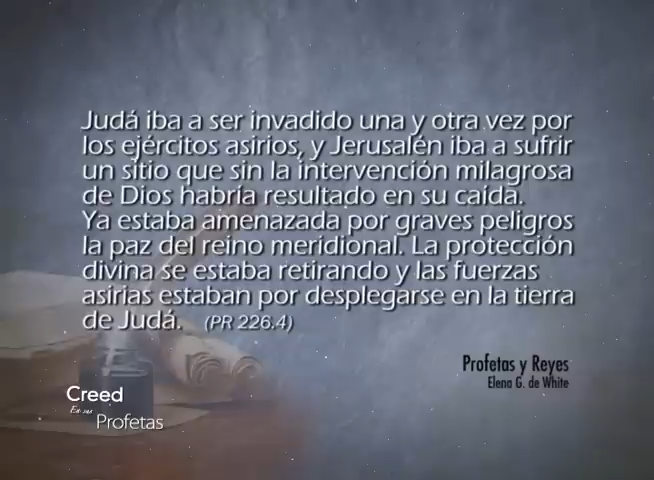 Judá iba a ser invadido una y otra vez por
los ejércitos asirios, y Jerusalén iba a sufrir
un sitio que sin la intervención milagrosa
de Dios habría resultado en su caída.
Ya estaba amenazada por graves peligros
la paz del reino meridional. La protección
divina se estaba retirando y las fuerzas
asirias estaban por desplegarse en la tierra
de Judá. (PR 226.4)
Profetas y Reyes
Elena G. de White
Creed
En sus
Profetas